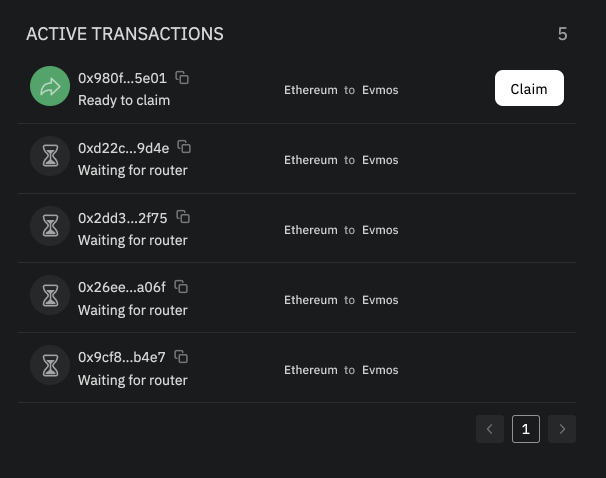 ACTIVE TRANSACTIONS 5
0x980f...5e01
Ready to claim
Ethereum to Evmos
Claim
0xd22c...9d4e
Waiting for router
Ethereum to Evmos
0x2dd3...2f75
Waiting for router
Ethereum to Evmos
0x26ee...a06f
Waiting for router
Ethereum to Evmos
0x9cf8...b4e7
Waiting for router
Ethereum to Evmos
1